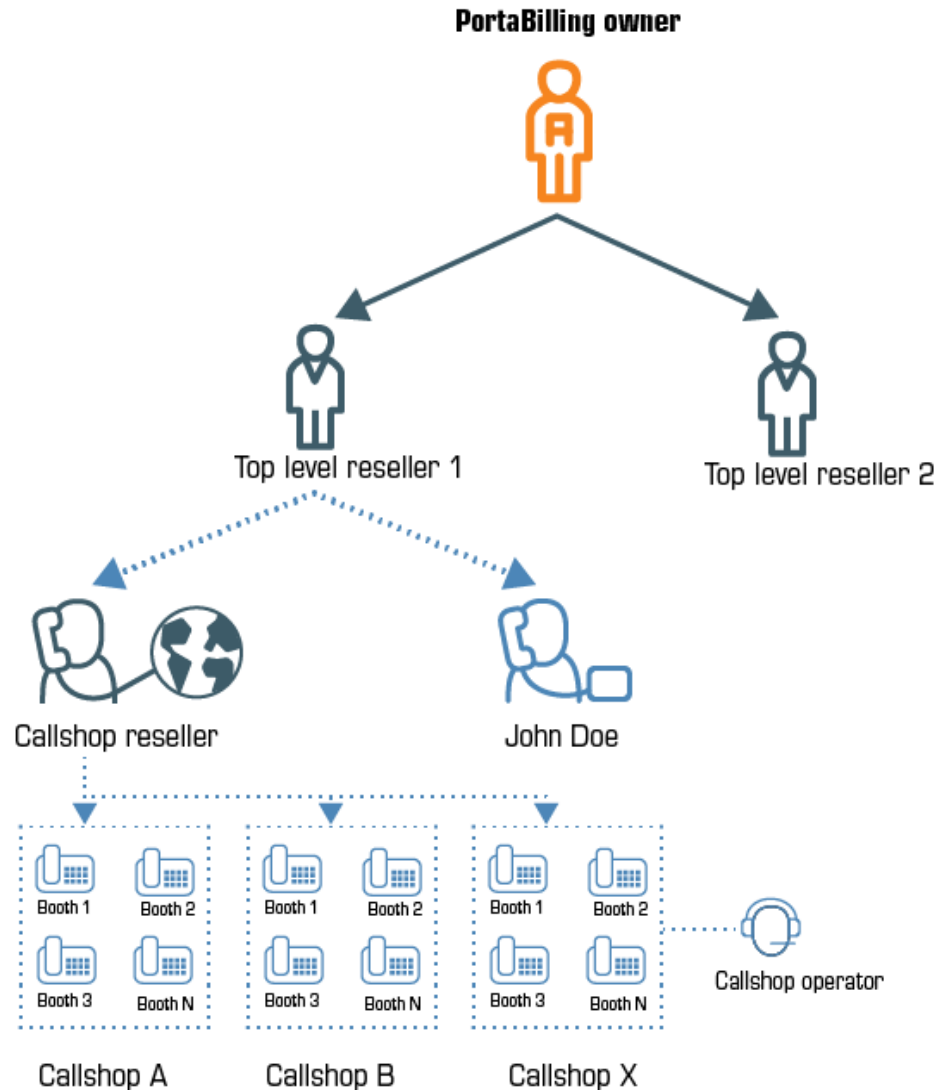 PortaBilling owner
A
Top level reseller 1
Top level reseller 2
Callshop reseller
John Doe
Booth 1
Booth 2
Booth 1
Booth 2
Booth 1
Booth 2
Booth 3
Booth N
Booth 3
Booth N
Booth 3
Booth N
Callshop operator
Callshop A
Callshop B
Callshop X